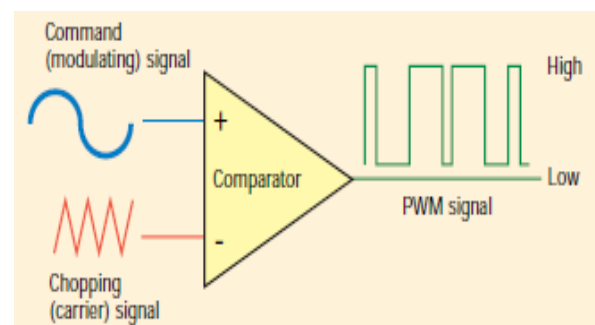 Command
(modulating) signal
High
+
Comparator
Low
-
PWM signal
Chopping
(carrier) signal